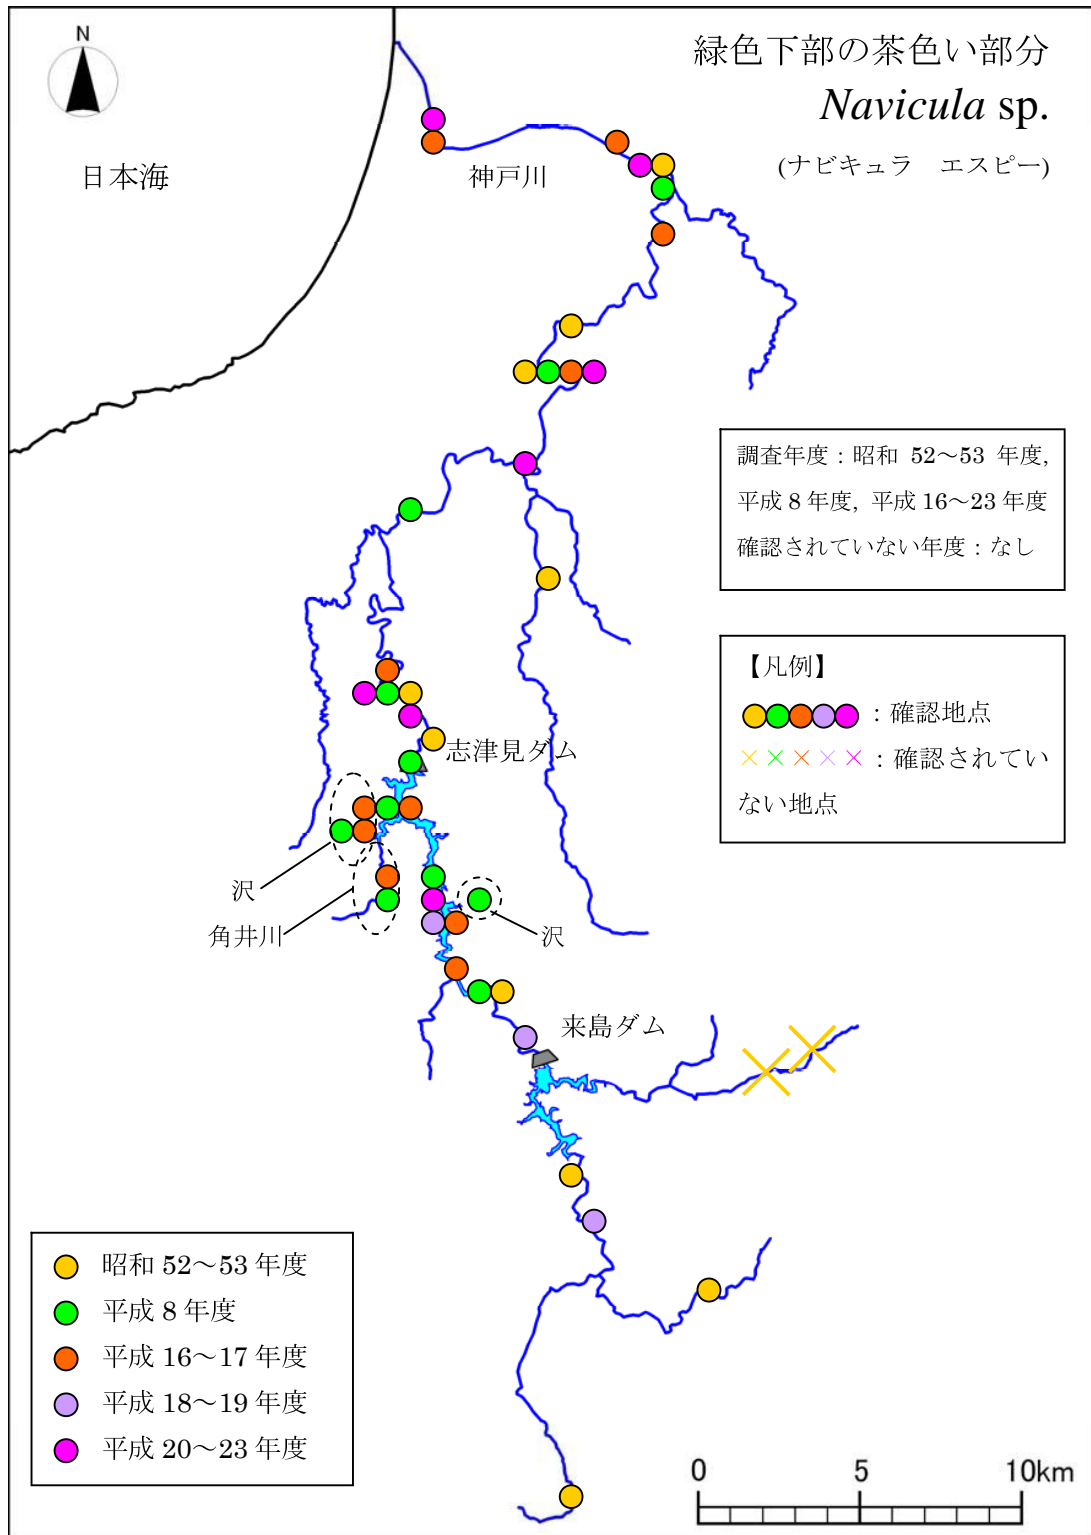 N
緑色下部の茶色い部分
Navicula sp.
(ナビキュラ　エスピー)
日本海
神戸川
調査年度：昭和 52～53 年度,
平成 8 年度, 平成 16～23 年度
確認されていない年度：なし
【凡例】
：確認地点
：確認されてい
ない地点
志津見ダム
沢
角井川
沢
来島ダム
昭和 52～53 年度
平成 8 年度
平成 16～17 年度
平成 18～19 年度
平成 20～23 年度
0 5 10km